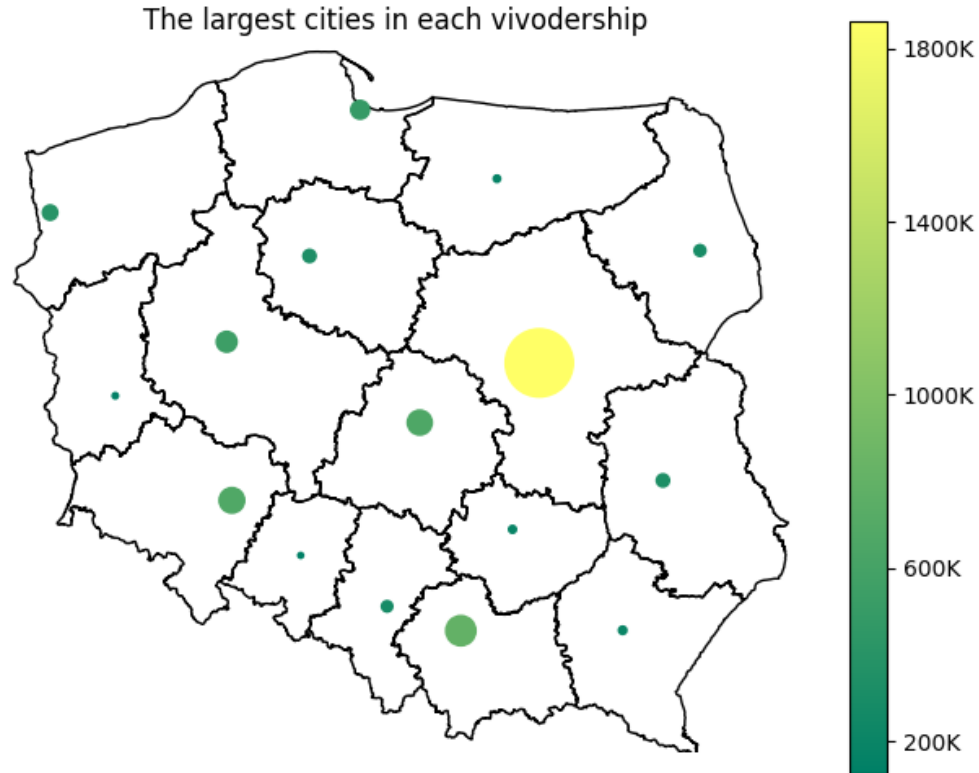 The largest cities in each vivodership
1800K
1400K
1000K
600K
200K